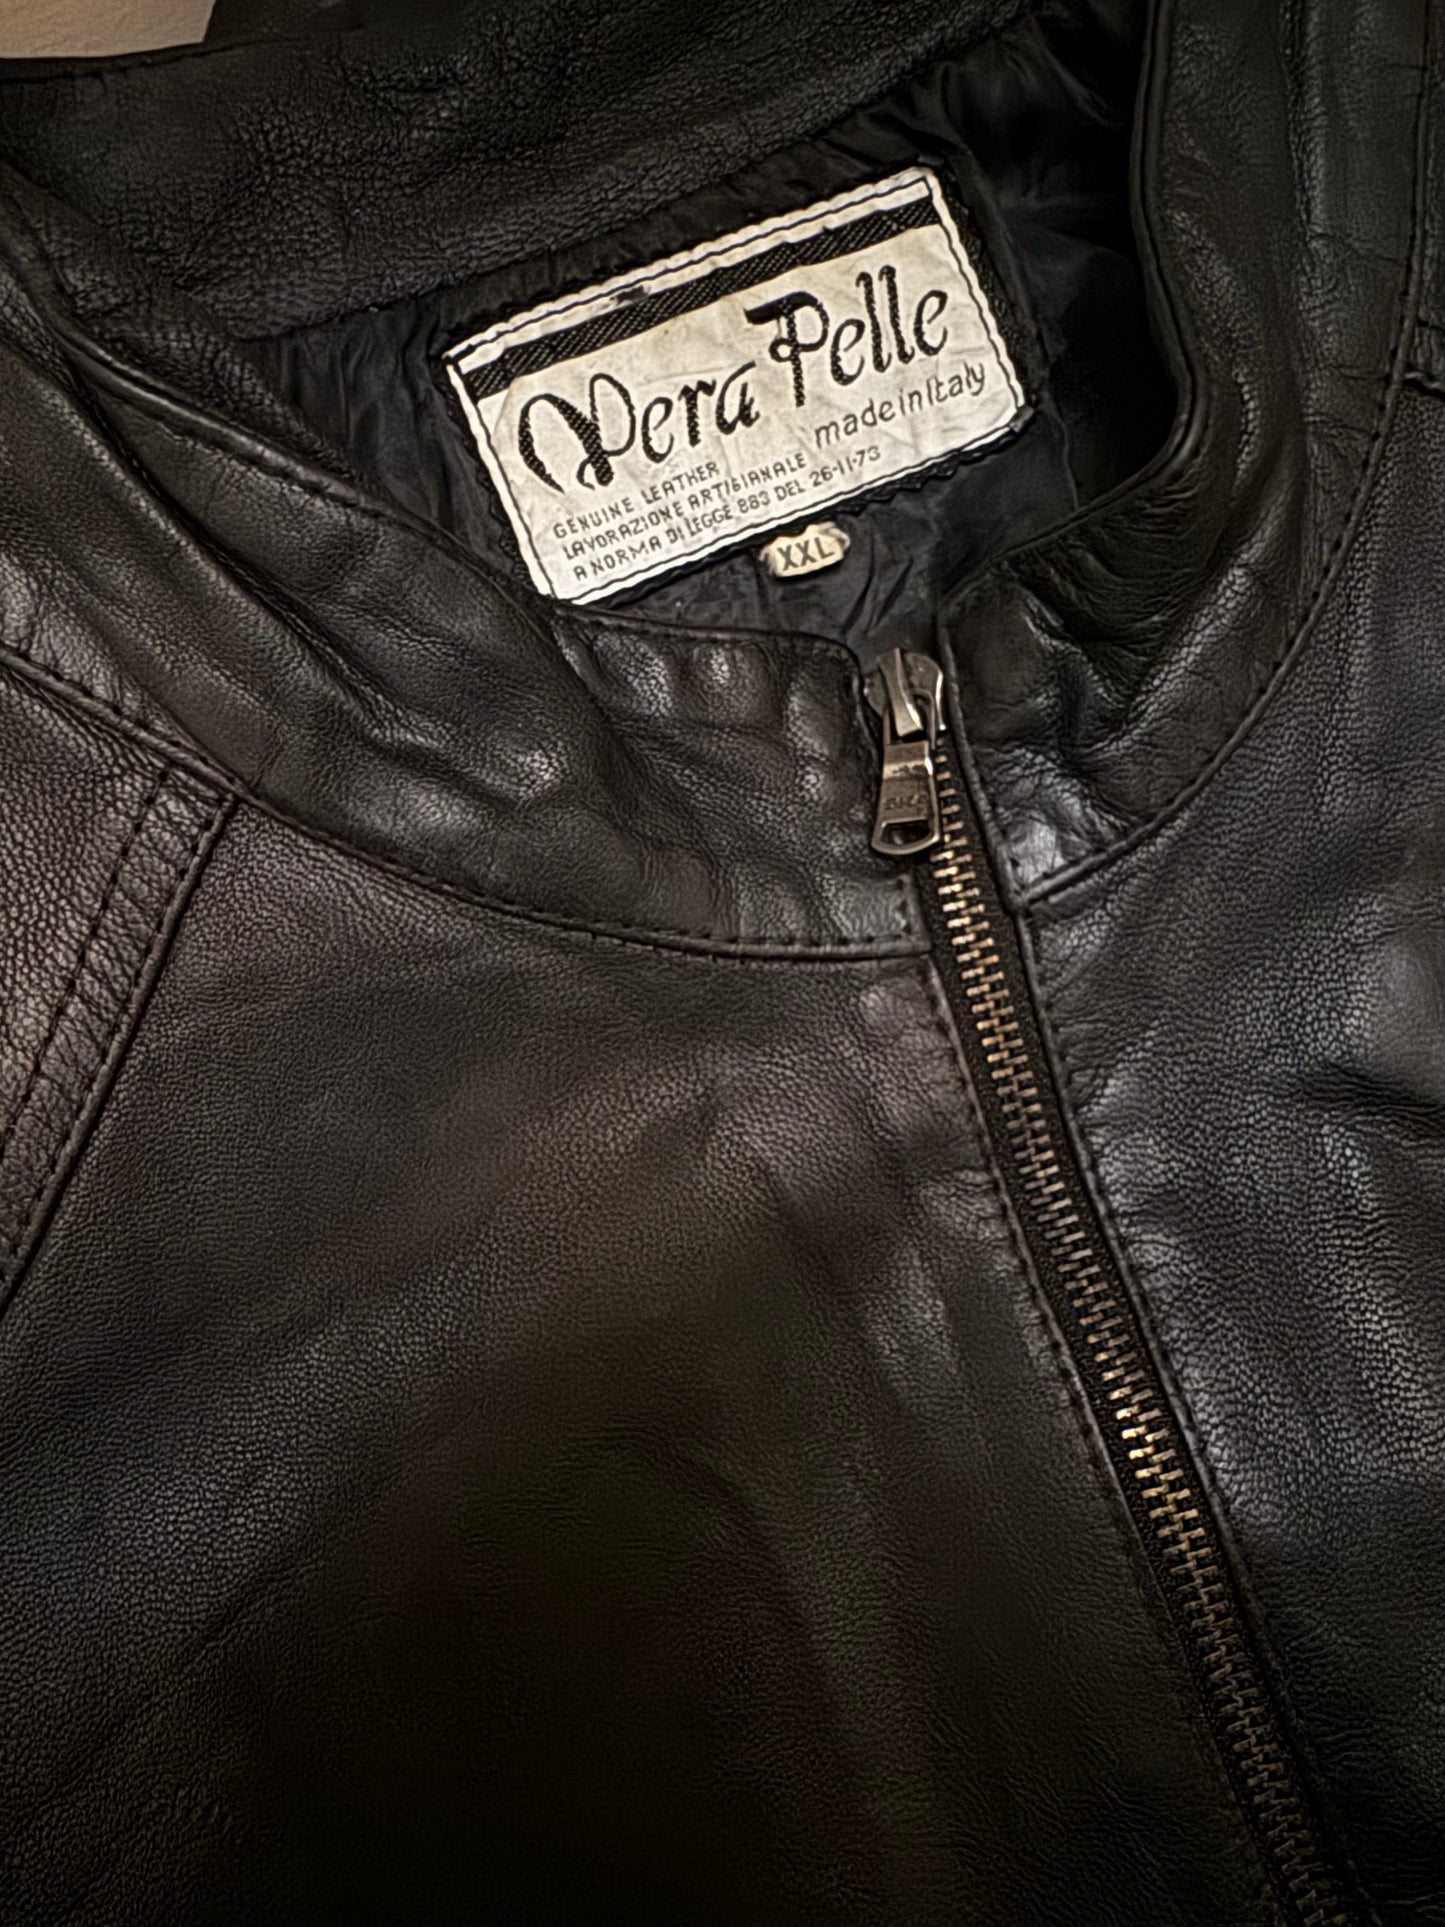 Vera Pelle
made in Italy
GENUINE LEATHER
LAVORAZIONE ARTIGIANALE
A NORMA DI LEGGE 883 DEL 26-11-73
XXL